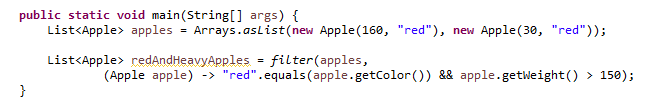 public static void main(String[] args) {
List<Apple> apples = Arrays.asList(new Apple(160, "red"), new Apple(30, "red"));
List<Apple> redAndHeavyApples = filter(apples,
(Apple apple) -> "red".equals(apple.getColor()) && apple.getWeight() > 150);
}